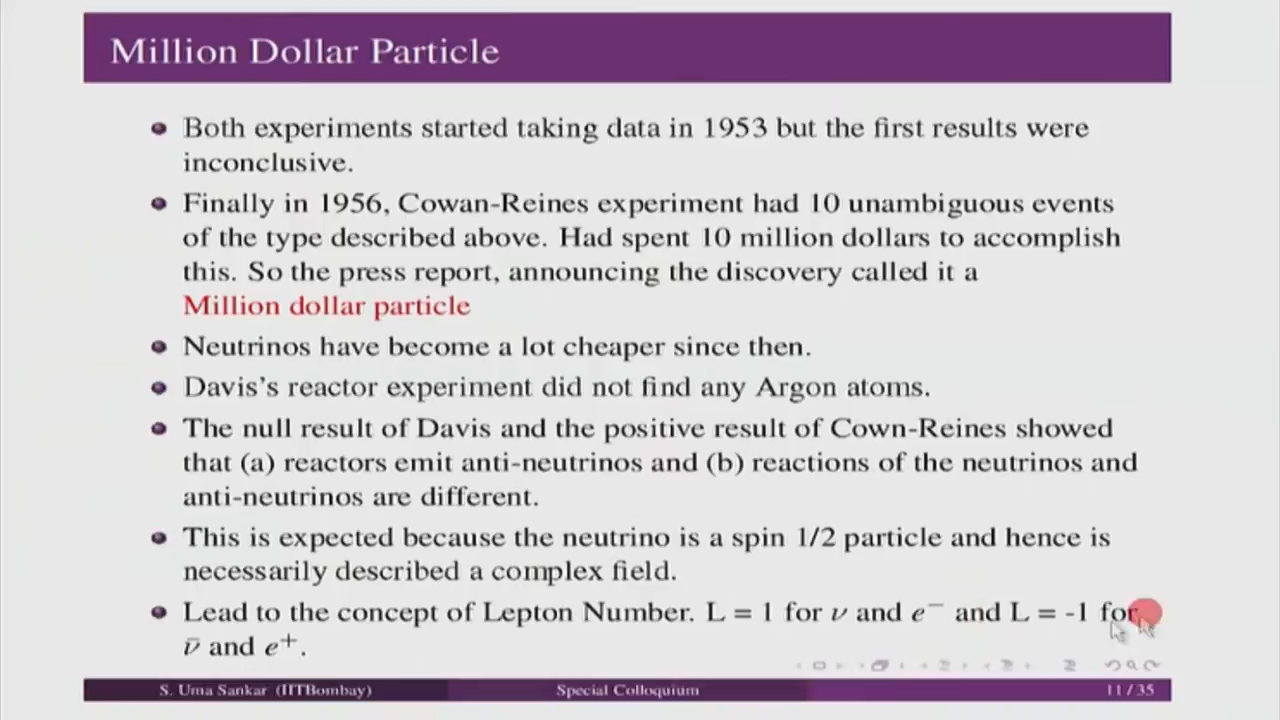 Million Dollar Particle
Both experiments started taking data in 1953 but the first results were
inconclusive.
Finally in 1956, Cowan-Reines experiment had 10 unambiguous events
of the type described above. Had spent 10 million dollars to accomplish
this. So the press report, announcing the discovery called it a
Million dollar particle
Neutrinos have become a lot cheaper since then.
Davis's reactor experiment did not find any Argon atoms.
The null result of Davis and the positive result of Cown-Reines showed
that (a) reactors emit anti-neutrinos and (b) reactions of the neutrinos and
anti-neutrinos are different.
This is expected because the neutrino is a spin 1/2 particle and hence is
necessarily described a complex field.
Lead to the concept of Lepton Number. L = 1 for ν and e⁻ and L = -1 for
ν̄ and e⁺.
S. Uma Sankar (IITBombay) Special Colloquium 11 / 35